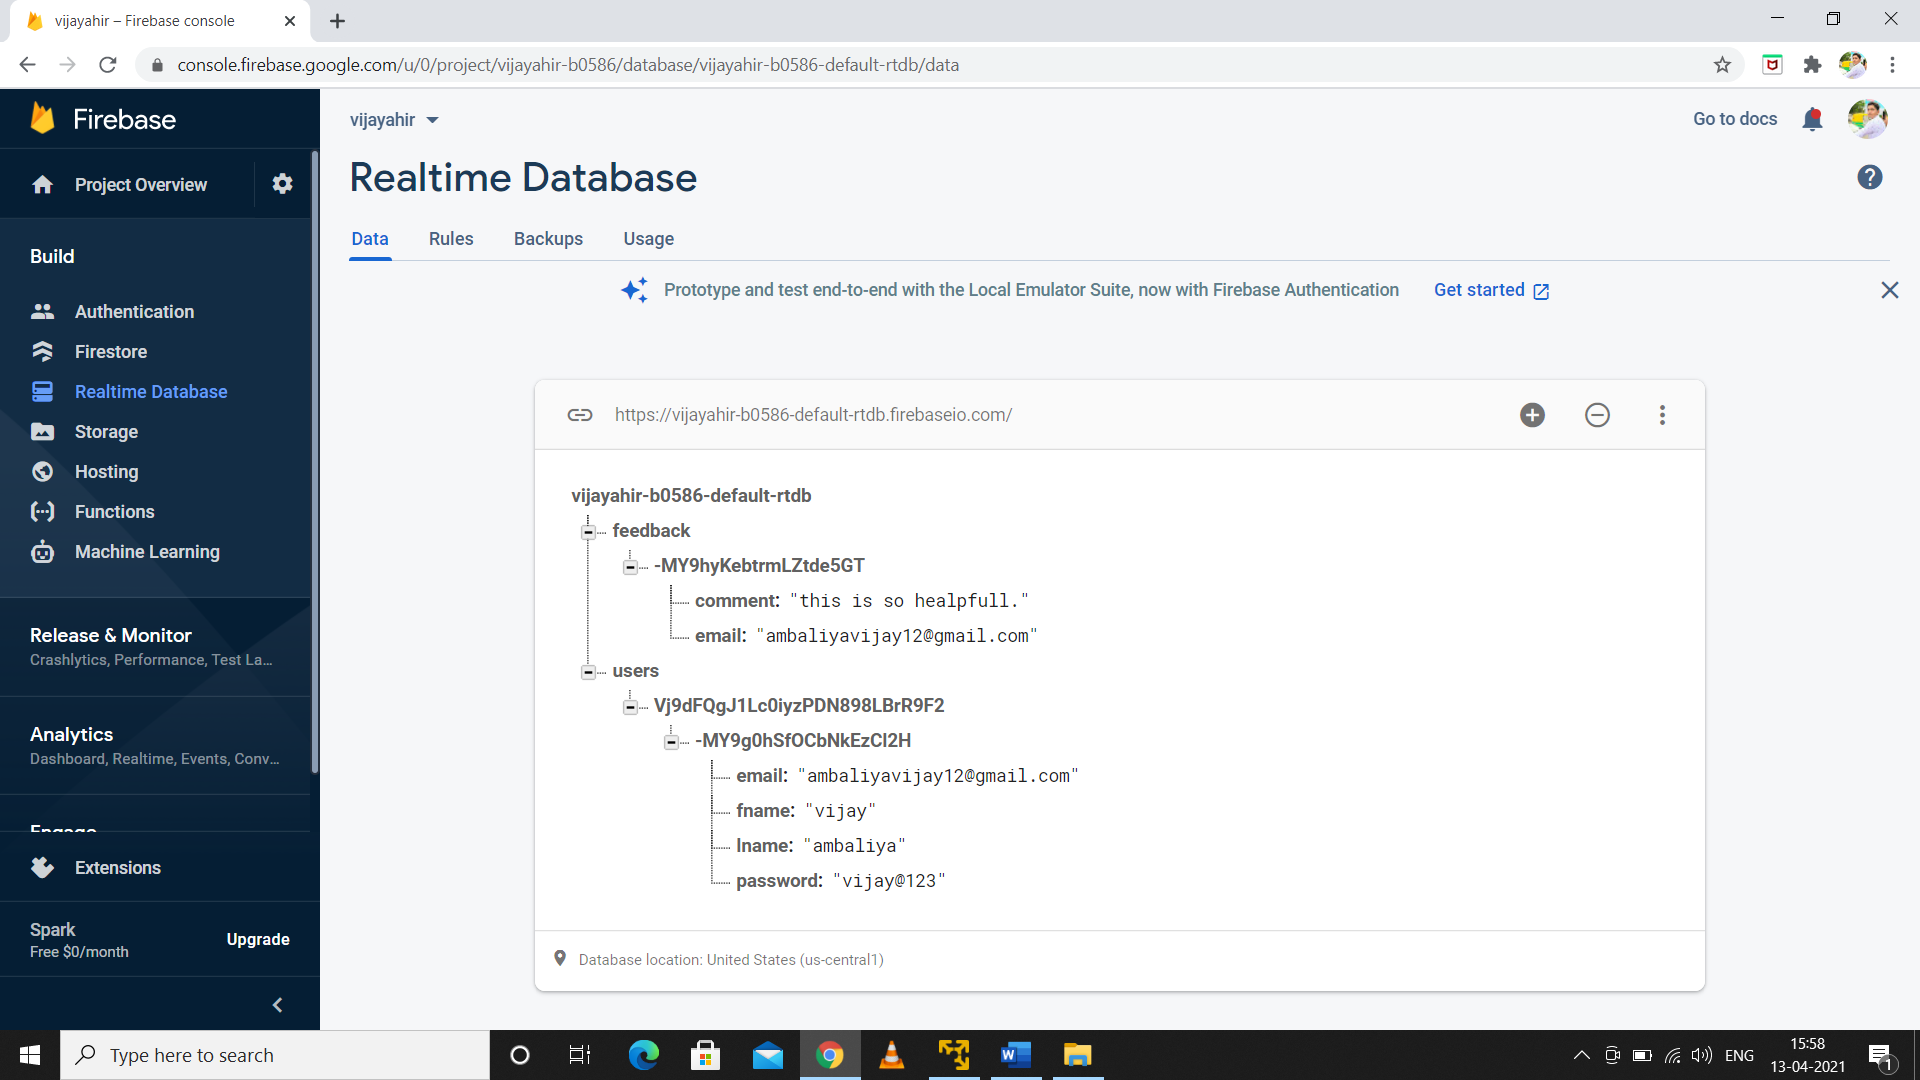 vijayahir – Firebase console
console.firebase.google.com/u/0/project/vijayahir-b0586/database/vijayahir-b0586-default-rtdb/data
Firebase
vijayahir
Go to docs
Project Overview
Realtime Database
Data Rules Backups Usage
Build
Prototype and test end-to-end with the Local Emulator Suite, now with Firebase Authentication Get started
Authentication
Firestore
Realtime Database
Storage
Hosting
Functions
Machine Learning
Release & Monitor
Crashlytics, Performance, Test La...
Analytics
Dashboard, Realtime, Events, Conv...
Engage
Extensions
Spark
Free $0/month
Upgrade
https://vijayahir-b0586-default-rtdb.firebaseio.com/
vijayahir-b0586-default-rtdb
feedback
-MY9hyKebtrmLZtde5GT
comment: "this is so healpfull."
email: "ambaliyavijay12@gmail.com"
users
Vj9dFQgJ1Lc0iyzPDN898LBrR9F2
-MY9g0hSfOCbNkEzCl2H
email: "ambaliyavijay12@gmail.com"
fname: "vijay"
lname: "ambaliya"
password: "vijay@123"
Database location: United States (us-central1)
Type here to search
ENG
15:58
13-04-2021
1